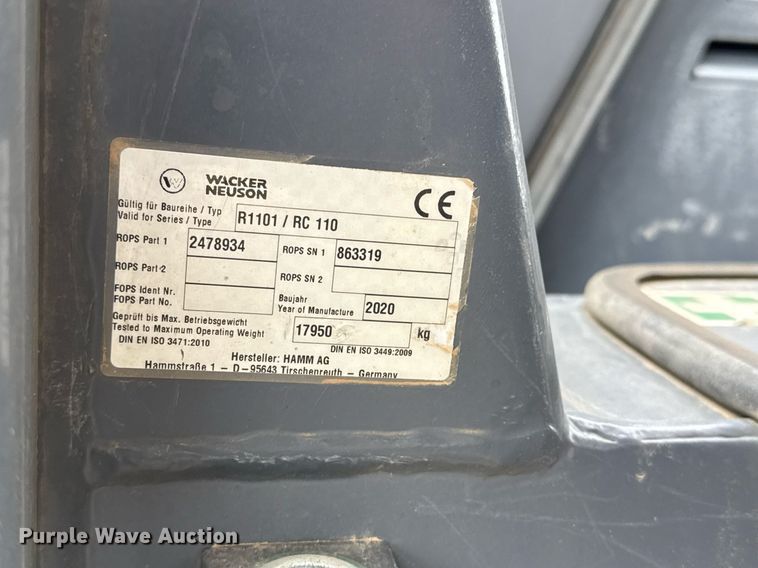 WACKER
NEUSON
CE
Gültig für Baureihe / Typ
Valid for Series / Type R1101 / RC 110
ROPS Part 1 2478934 ROPS SN 1 863319
ROPS Part 2 ROPS SN 2
FOPS Ident Nr.
FOPS Part No.
Baujahr
Year of Manufacture 2020
Geprüft bis Max. Betriebsgewicht
Tested to Maximum Operating Weight 17950 kg
DIN EN ISO 3471:2010 DIN EN ISO 3449:2009
Hersteller: HAMM AG
Hammstraße 1 – D – 95643 Tirschenreuth – Germany
Purple Wave Auction